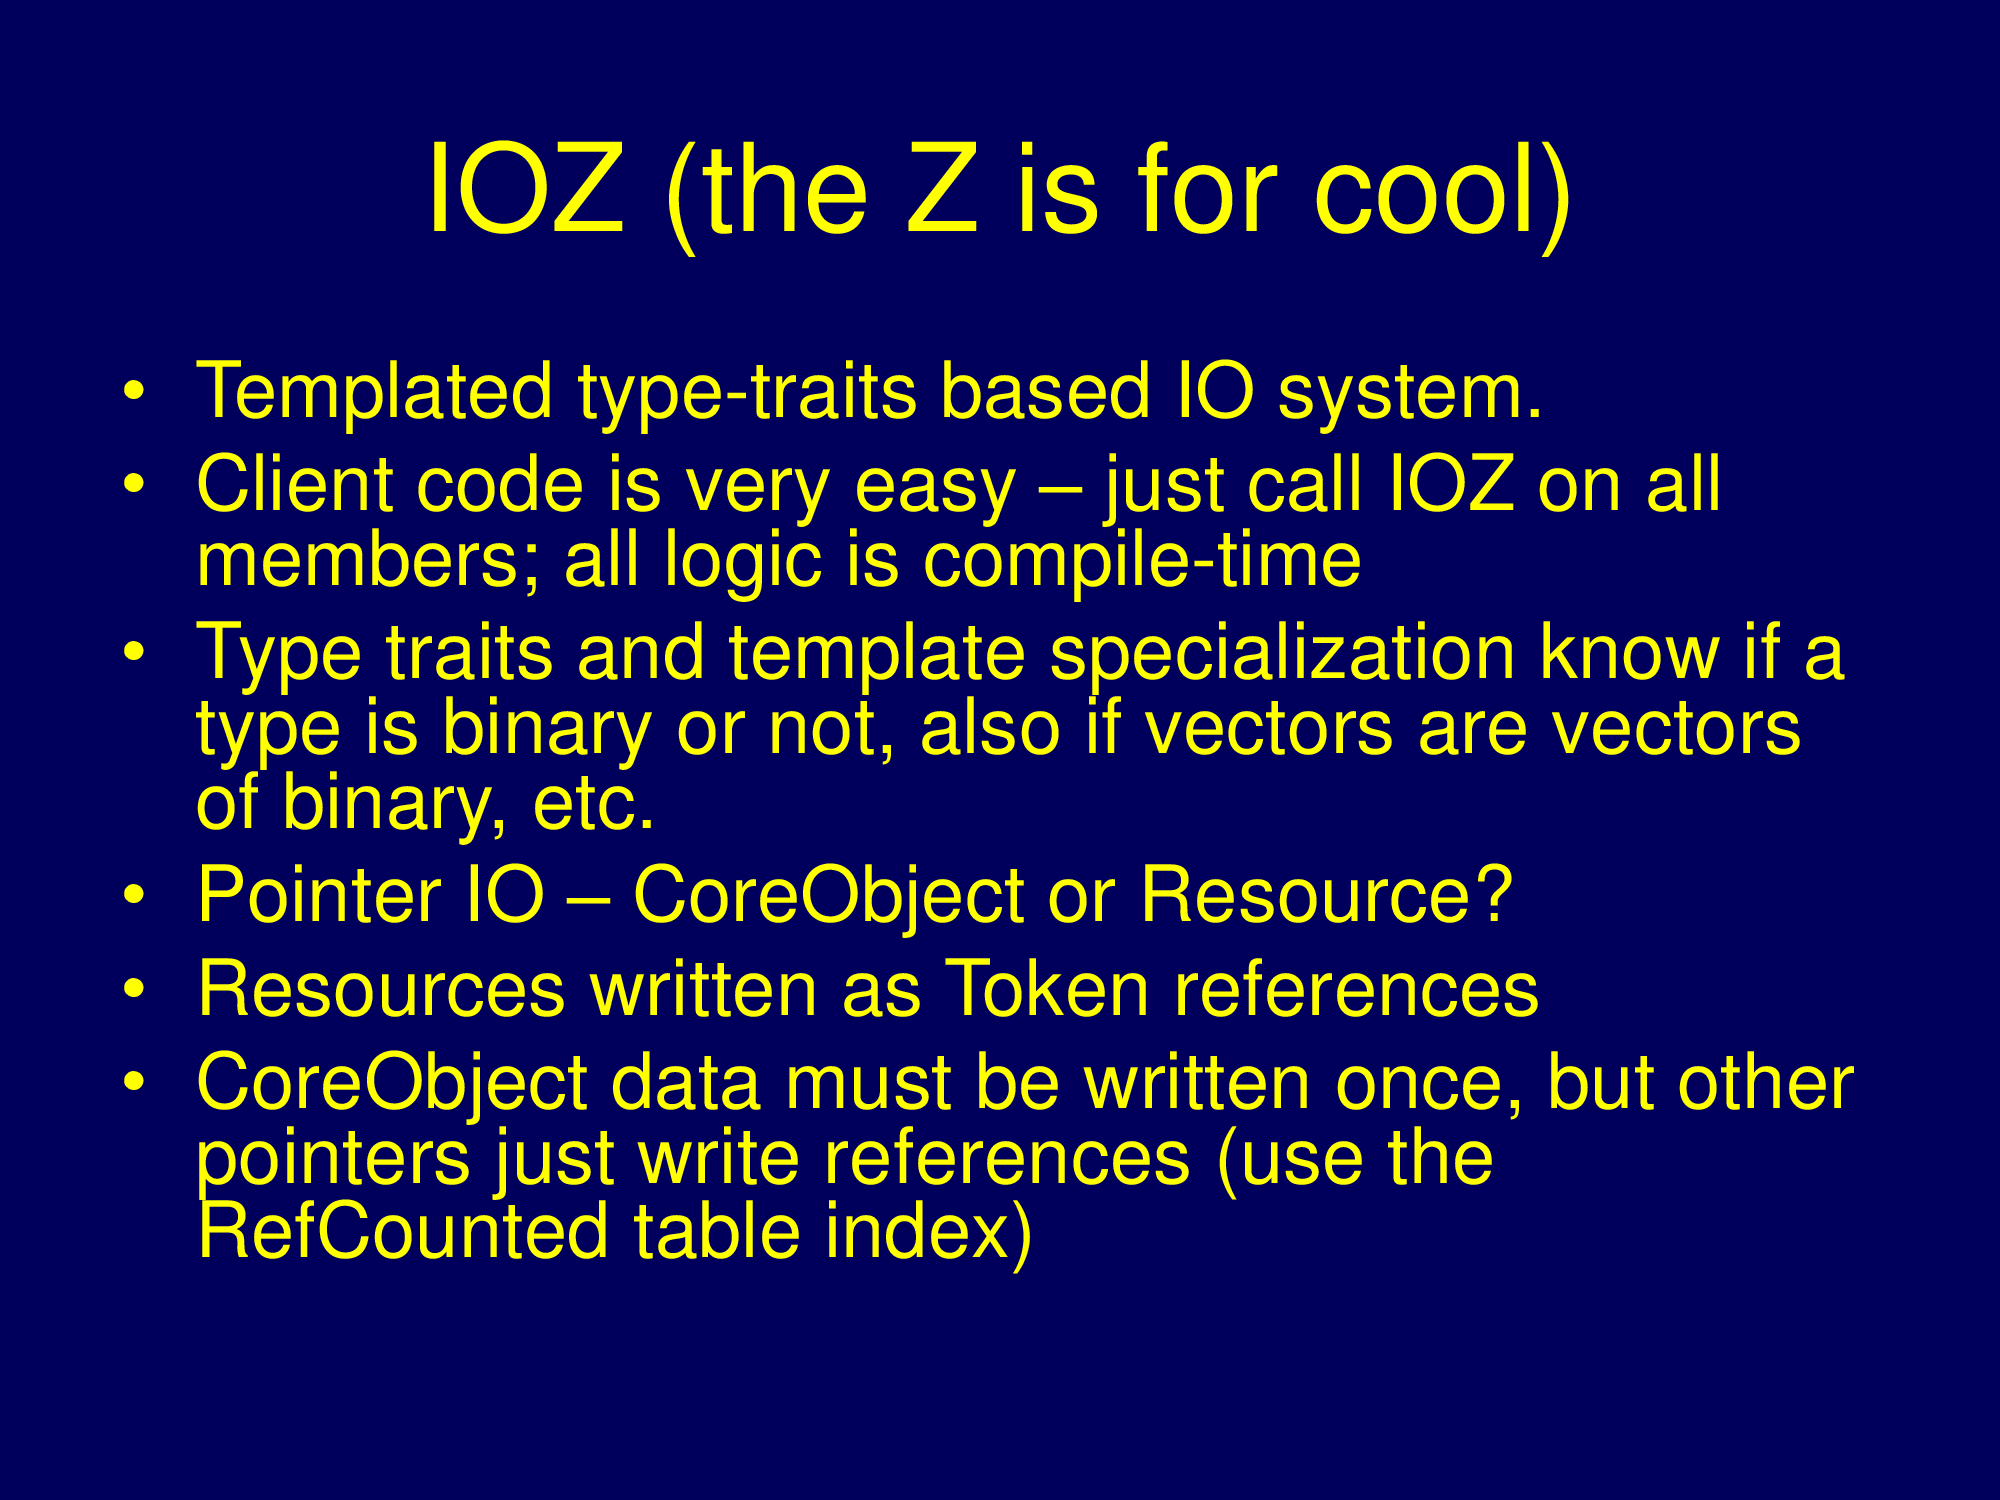 IOZ (the Z is for cool)
• Templated type-traits based IO system.
• Client code is very easy – just call IOZ on all
members; all logic is compile-time
• Type traits and template specialization know if a
type is binary or not, also if vectors are vectors
of binary, etc.
• Pointer IO – CoreObject or Resource?
• Resources written as Token references
• CoreObject data must be written once, but other
pointers just write references (use the
RefCounted table index)